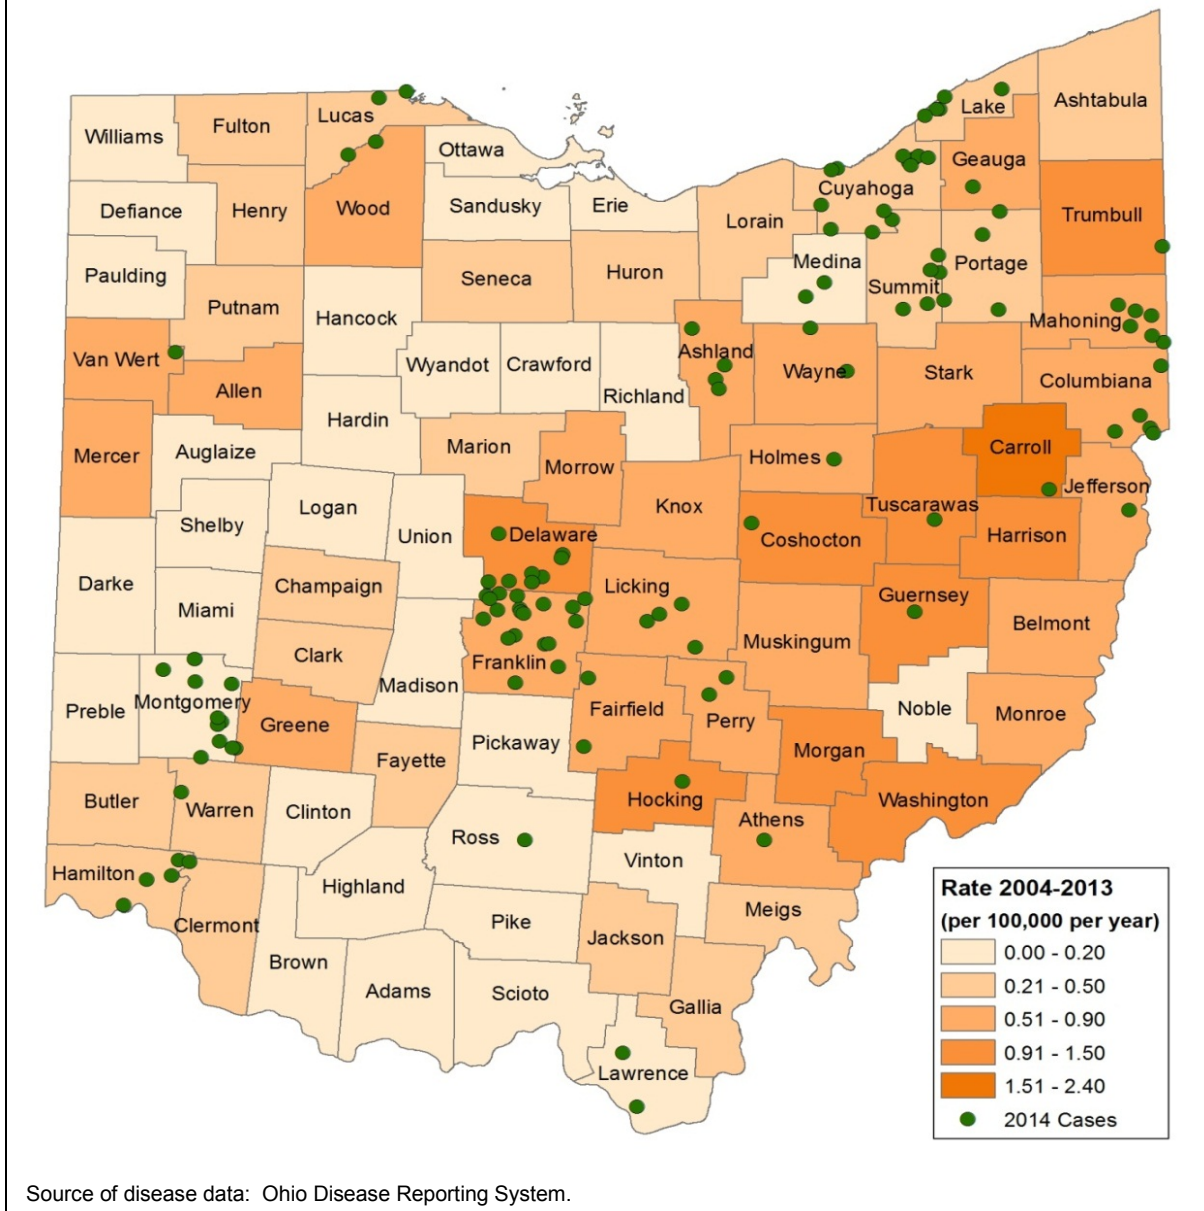 Ashtabula
Lake
Williams
Fulton
Lucas
Ottawa
Geauga
Defiance
Henry
Wood
Sandusky
Erie
Lorain
Cuyahoga
Trumbull
Paulding
Putnam
Seneca
Huron
Medina
Summit
Portage
Hancock
Mahoning
Van Wert
Allen
Wyandot
Crawford
Richland
Ashland
Wayne
Stark
Columbiana
Mercer
Auglaize
Hardin
Marion
Morrow
Holmes
Carroll
Jefferson
Shelby
Logan
Union
Delaware
Knox
Coshocton
Tuscarawas
Harrison
Darke
Miami
Champaign
Licking
Guernsey
Belmont
Clark
Madison
Franklin
Muskingum
Preble
Montgomery
Greene
Fairfield
Perry
Noble
Monroe
Pickaway
Fayette
Morgan
Butler
Warren
Clinton
Hocking
Washington
Athens
Ross
Vinton
Hamilton
Highland
Clermont
Pike
Jackson
Meigs
Brown
Adams
Scioto
Gallia
Lawrence
Rate 2004-2013
(per 100,000 per year)
0.00 - 0.20
0.21 - 0.50
0.51 - 0.90
0.91 - 1.50
1.51 - 2.40
2014 Cases
Source of disease data: Ohio Disease Reporting System.